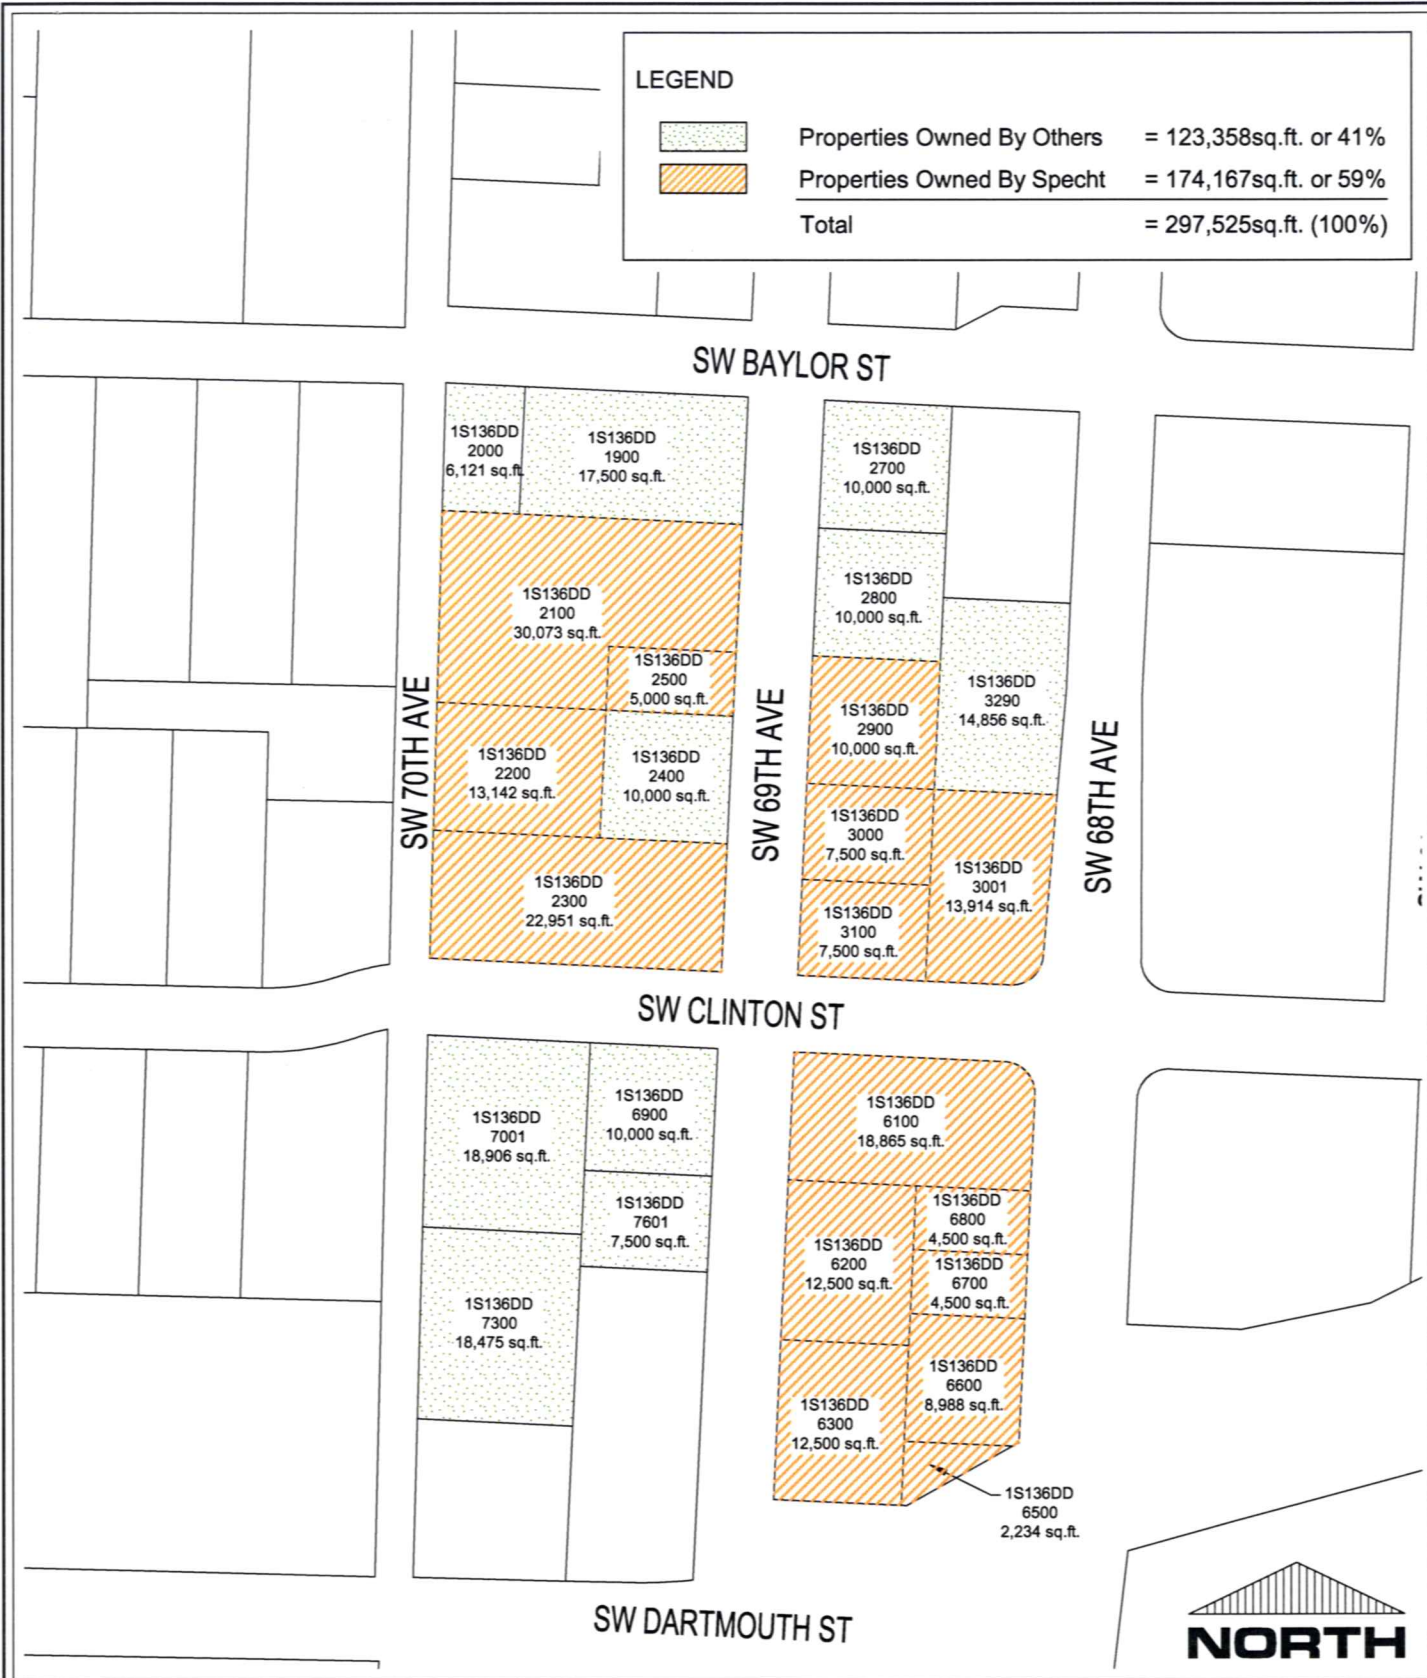 LEGEND
Properties Owned By Others = 123,358sq.ft. or 41%
Properties Owned By Specht = 174,167sq.ft. or 59%
Total = 297,525sq.ft. (100%)
SW BAYLOR ST
1S136DD
2000
6,121 sq.ft.
1S136DD
1900
17,500 sq.ft.
1S136DD
2700
10,000 sq.ft.
1S136DD
2100
30,073 sq.ft.
1S136DD
2800
10,000 sq.ft.
1S136DD
2500
5,000 sq.ft.
1S136DD
3290
14,856 sq.ft.
SW 70TH AVE
1S136DD
2200
13,142 sq.ft.
1S136DD
2400
10,000 sq.ft.
SW 69TH AVE
1S136DD
2900
10,000 sq.ft.
SW 68TH AVE
1S136DD
3000
7,500 sq.ft.
1S136DD
2300
22,951 sq.ft.
1S136DD
3001
13,914 sq.ft.
1S136DD
3100
7,500 sq.ft.
SW CLINTON ST
1S136DD
7001
18,906 sq.ft.
1S136DD
6900
10,000 sq.ft.
1S136DD
6100
18,865 sq.ft.
1S136DD
7601
7,500 sq.ft.
1S136DD
6800
4,500 sq.ft.
1S136DD
6200
12,500 sq.ft.
1S136DD
6700
4,500 sq.ft.
1S136DD
7300
18,475 sq.ft.
1S136DD
6600
8,988 sq.ft.
1S136DD
6300
12,500 sq.ft.
1S136DD
6500
2,234 sq.ft.
SW DARTMOUTH ST
NORTH